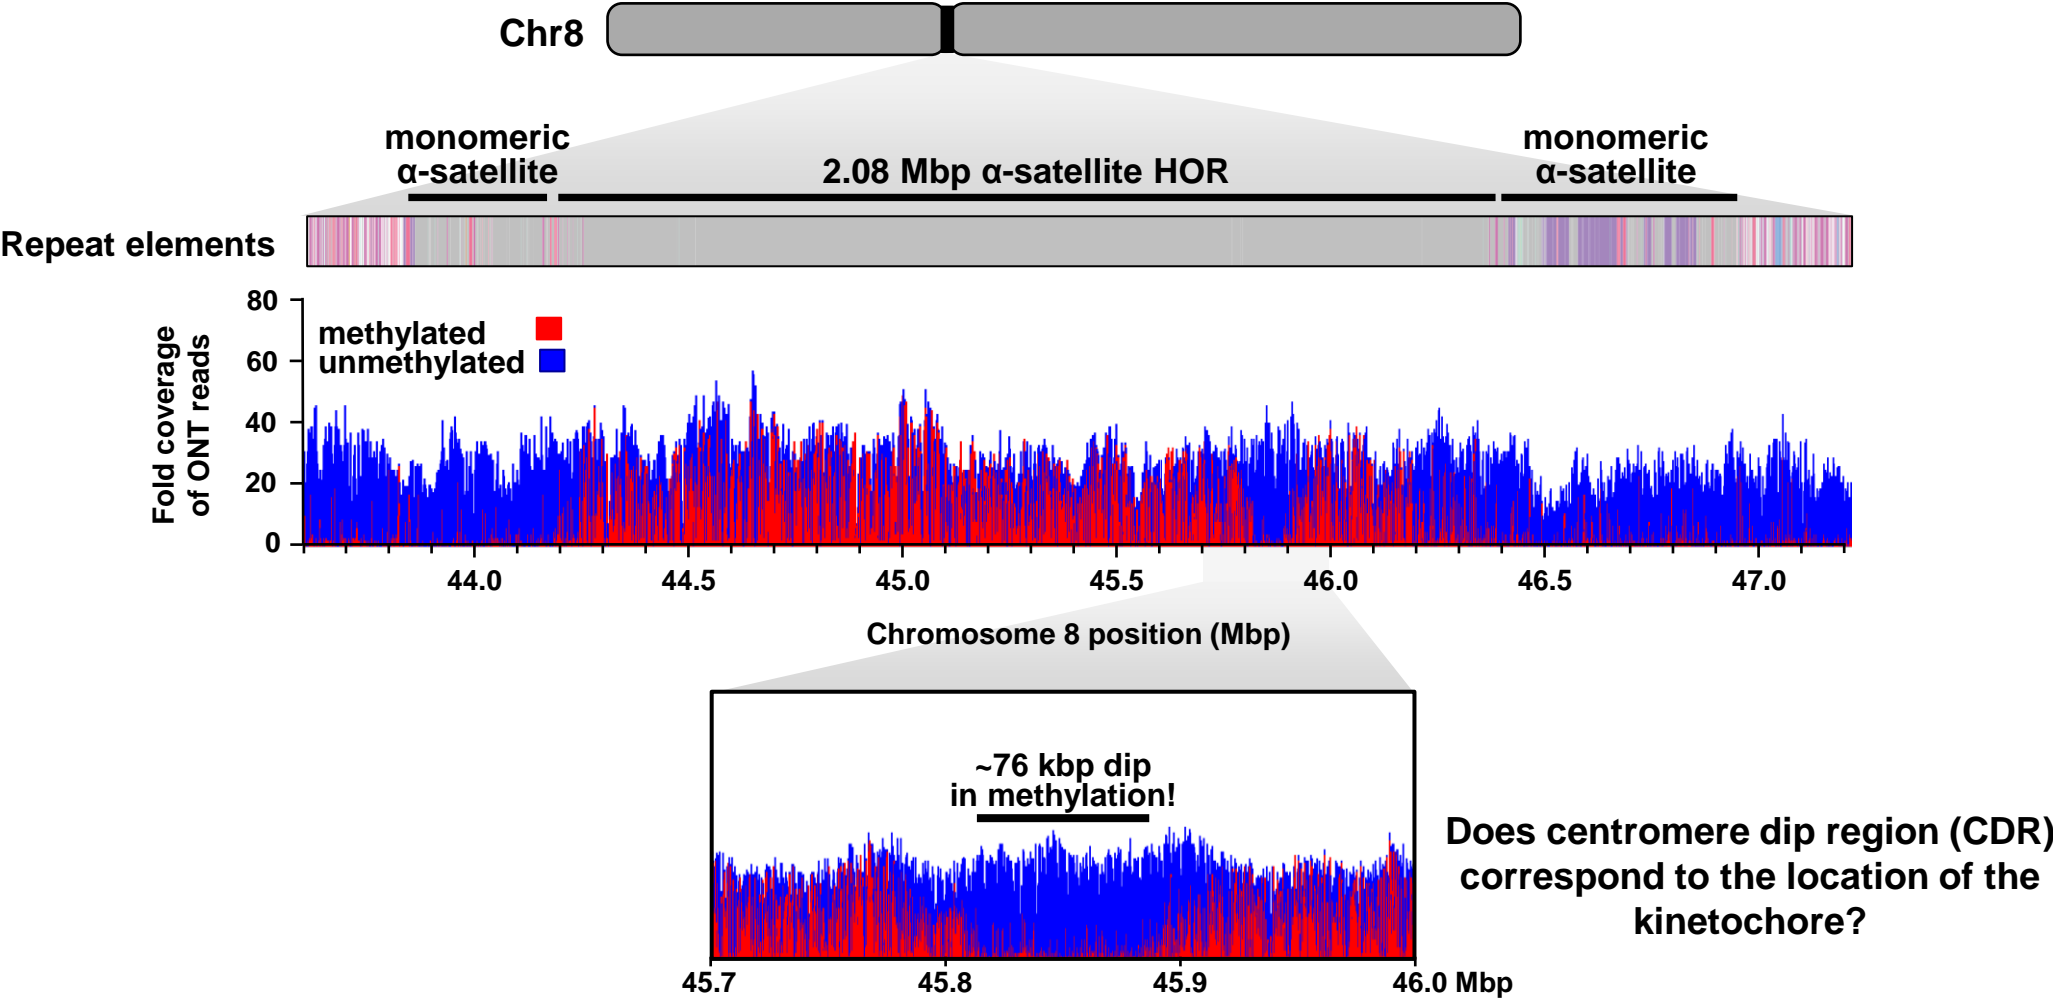 Chr8
monomeric
α-satellite
2.08 Mbp α-satellite HOR
monomeric
α-satellite
Repeat elements
80
60
40
20
0
Fold coverage
of ONT reads
methylated
unmethylated
44.0
44.5
45.0
45.5
46.0
46.5
47.0
Chromosome 8 position (Mbp)
~76 kbp dip
in methylation!
45.7
45.8
45.9
46.0 Mbp
Does centromere dip region (CDR)
correspond to the location of the
kinetochore?